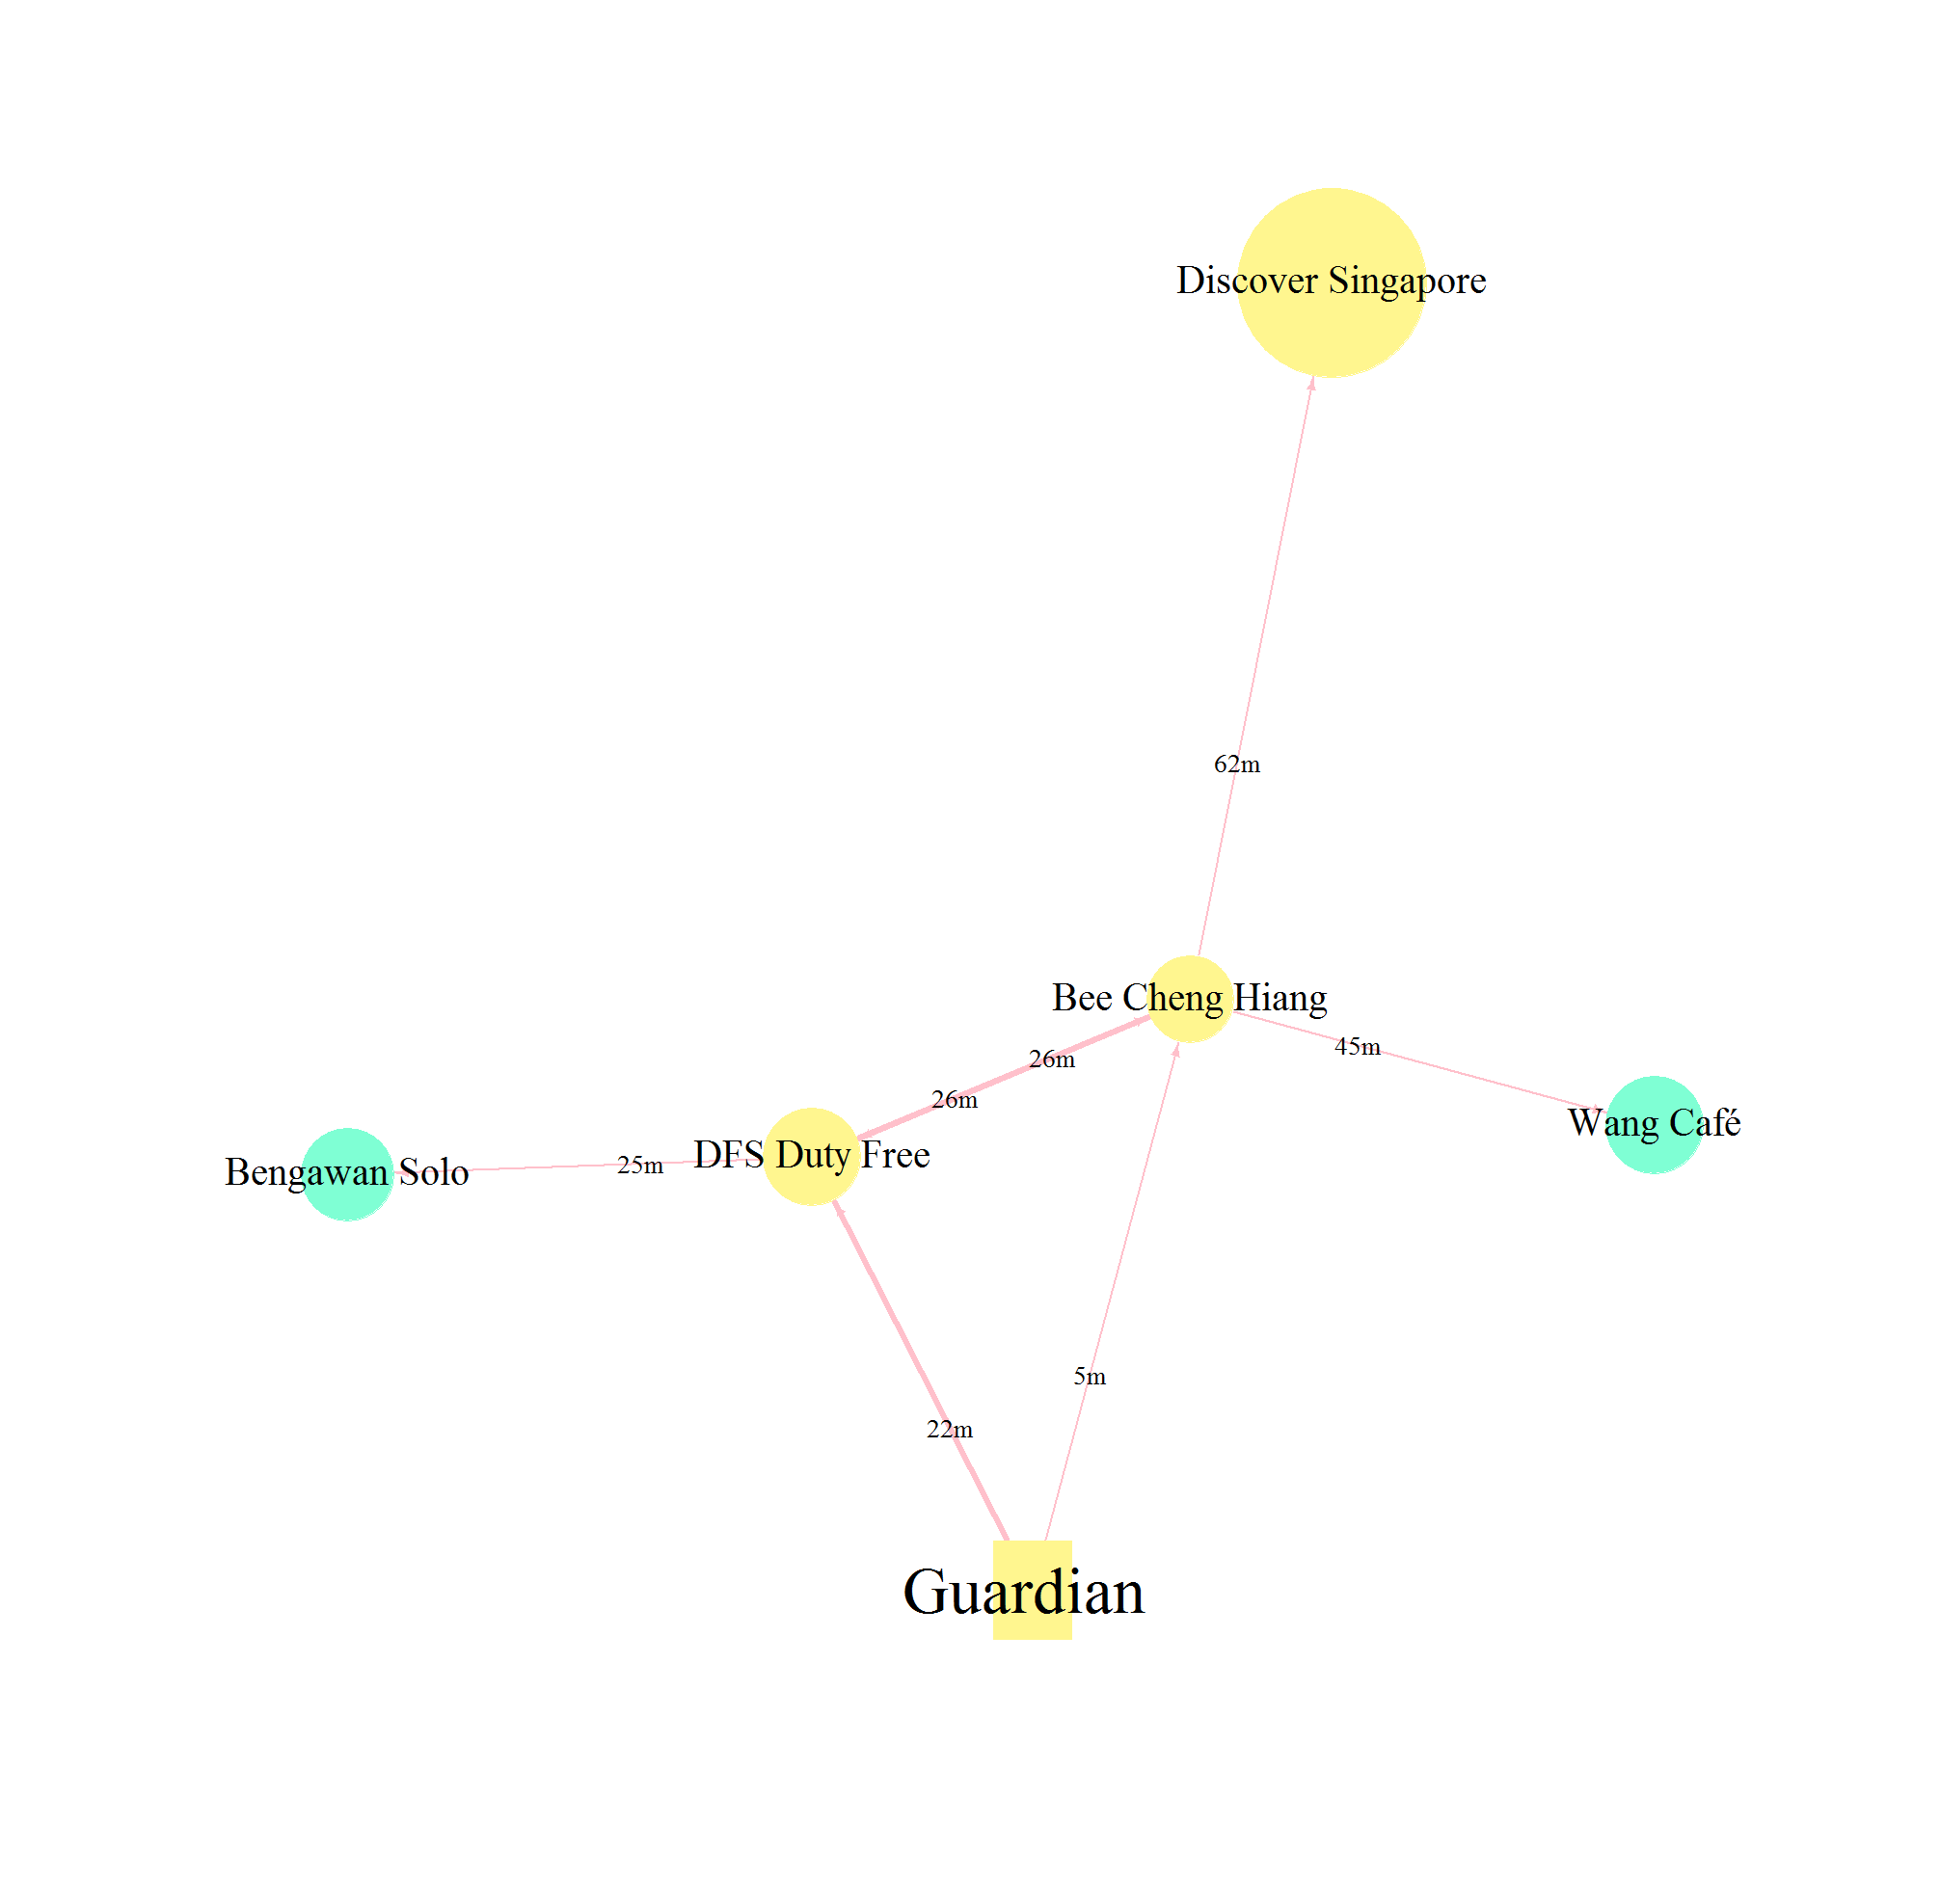 Discover Singapore
62m
Bee Cheng Hiang
45m
26m
26m
Wang Café
DFS Duty Free
25m
Bengawan Solo
5m
22m
Guardian